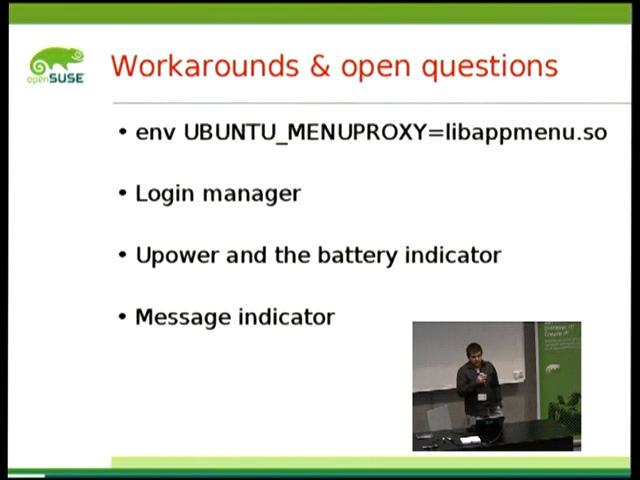 openSUSE
Workarounds & open questions
• env UBUNTU_MENUPROXY=libappmenu.so
• Login manager
• Upower and the battery indicator
• Message indicator